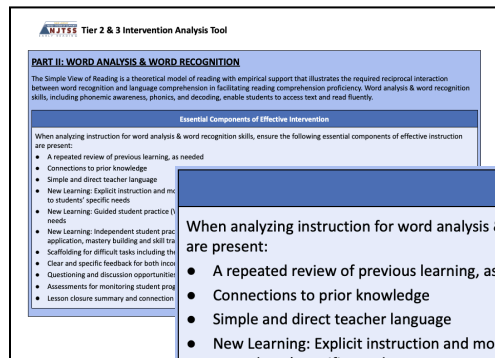 NJTSS Tier 2 & 3 Intervention Analysis Tool
PART II: WORD ANALYSIS & WORD RECOGNITION
The Simple View of Reading is a theoretical model of reading with empirical support that illustrates the required reciprocal interaction
between word recognition and language comprehension in facilitating reading comprehension proficiency. Word analysis & word recognition
skills, including phonemic awareness, phonics, and decoding, enable students to access text and read fluently.
Essential Components of Effective Intervention
When analyzing instruction for word analysis & word recognition skills, ensure the following essential components of effective instruction
are present:
● A repeated review of previous learning, as needed
● Connections to prior knowledge
● Simple and direct teacher language
● New Learning: Explicit instruction and mo
to students' specific needs
● New Learning: Guided student practice (
needs
● New Learning: Independent student prac
application, mastery building and skill tra
● Scaffolding for difficult tasks including the
● Clear and specific feedback for both inco
● Questioning and discussion opportunities
● Assessments for monitoring student prog
● Lesson closure summary and connection
When analyzing instruction for word analysis
are present:
● A repeated review of previous learning, as
● Connections to prior knowledge
● Simple and direct teacher language
● New Learning: Explicit instruction and mo